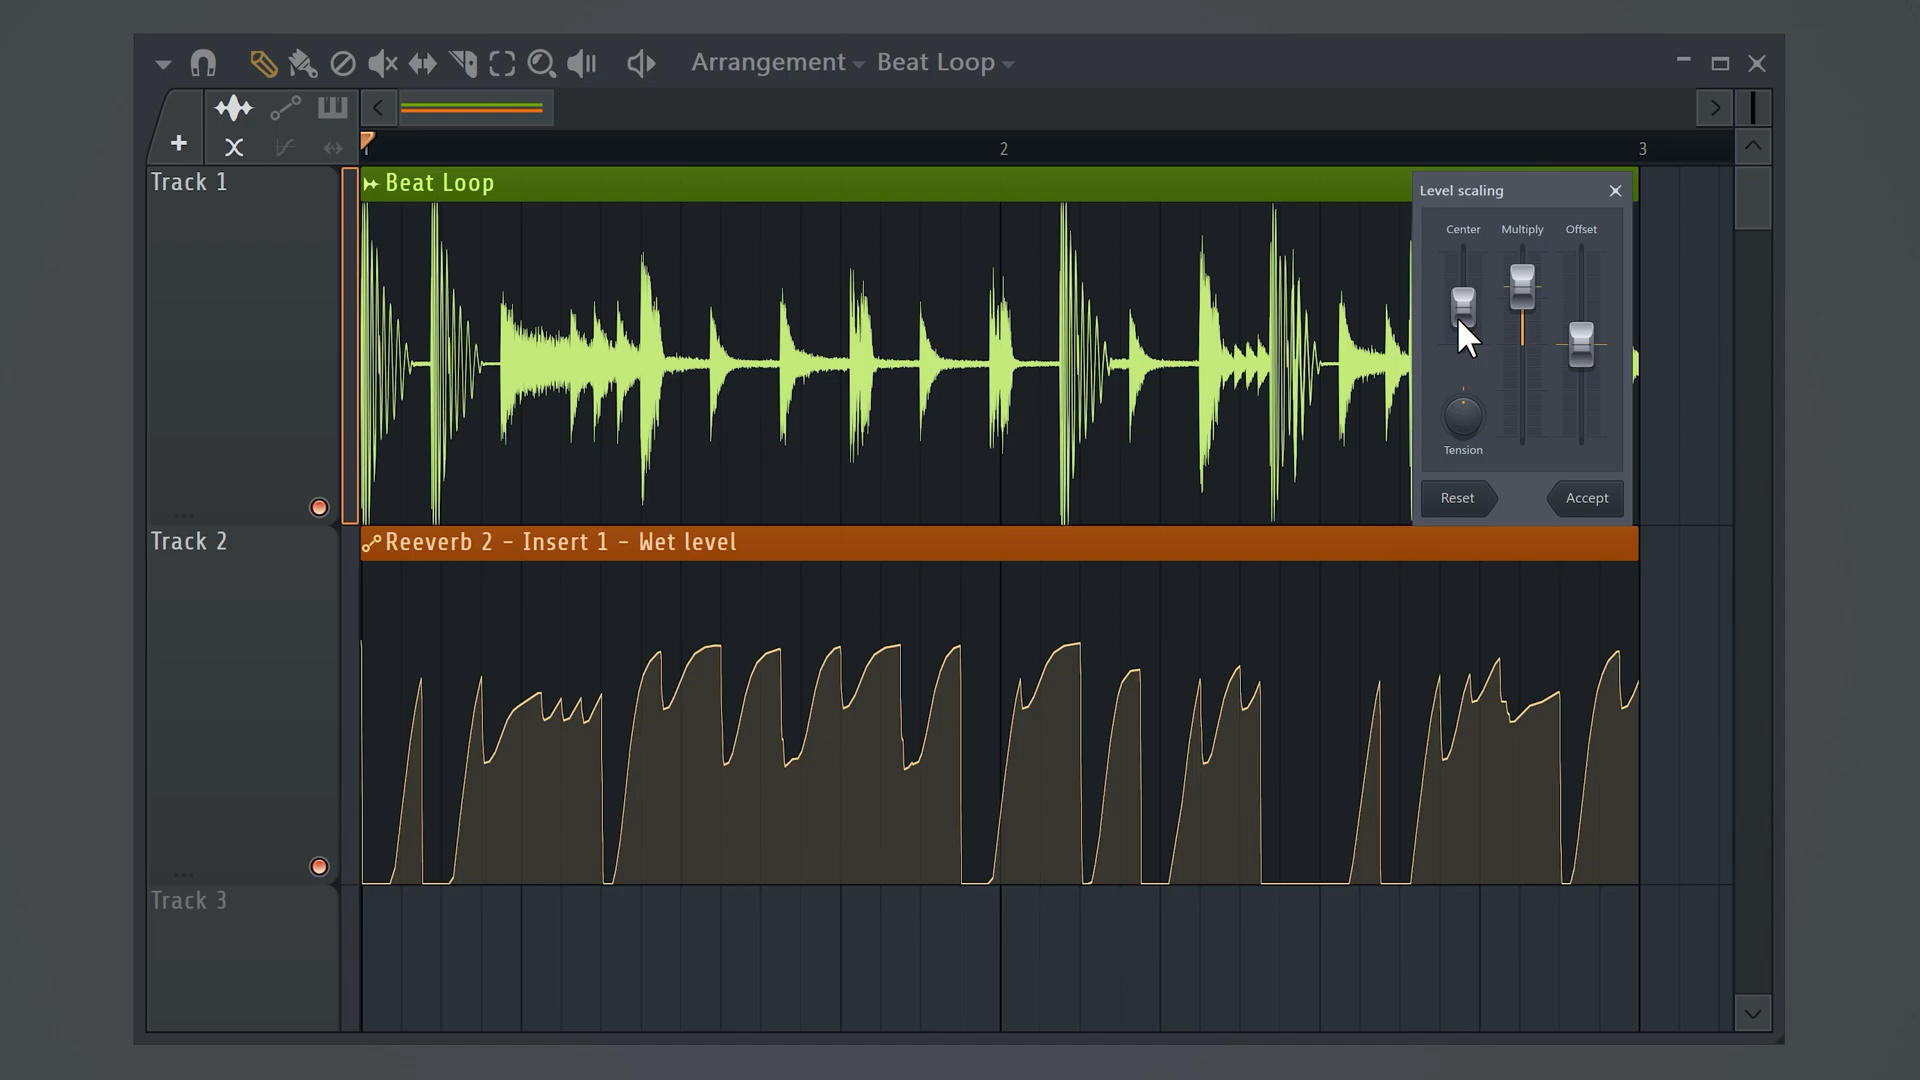 Arrangement Beat Loop
1 2 3
Track 1
Beat Loop
Level scaling
Center Multiply Offset
Tension
Reset Accept
Track 2
Reeverb 2 – Insert 1 – Wet level
Track 3